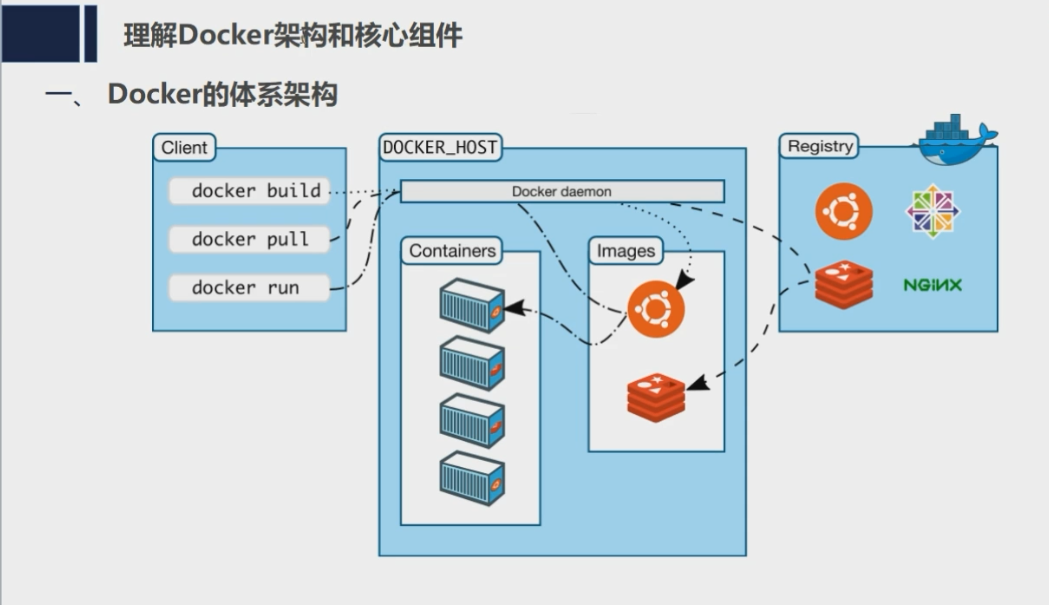 理解Docker架构和核心组件
一、 Docker的体系架构
Client
docker build
docker pull
docker run
DOCKER_HOST
Docker daemon
Containers
Images
Registry
NGINX